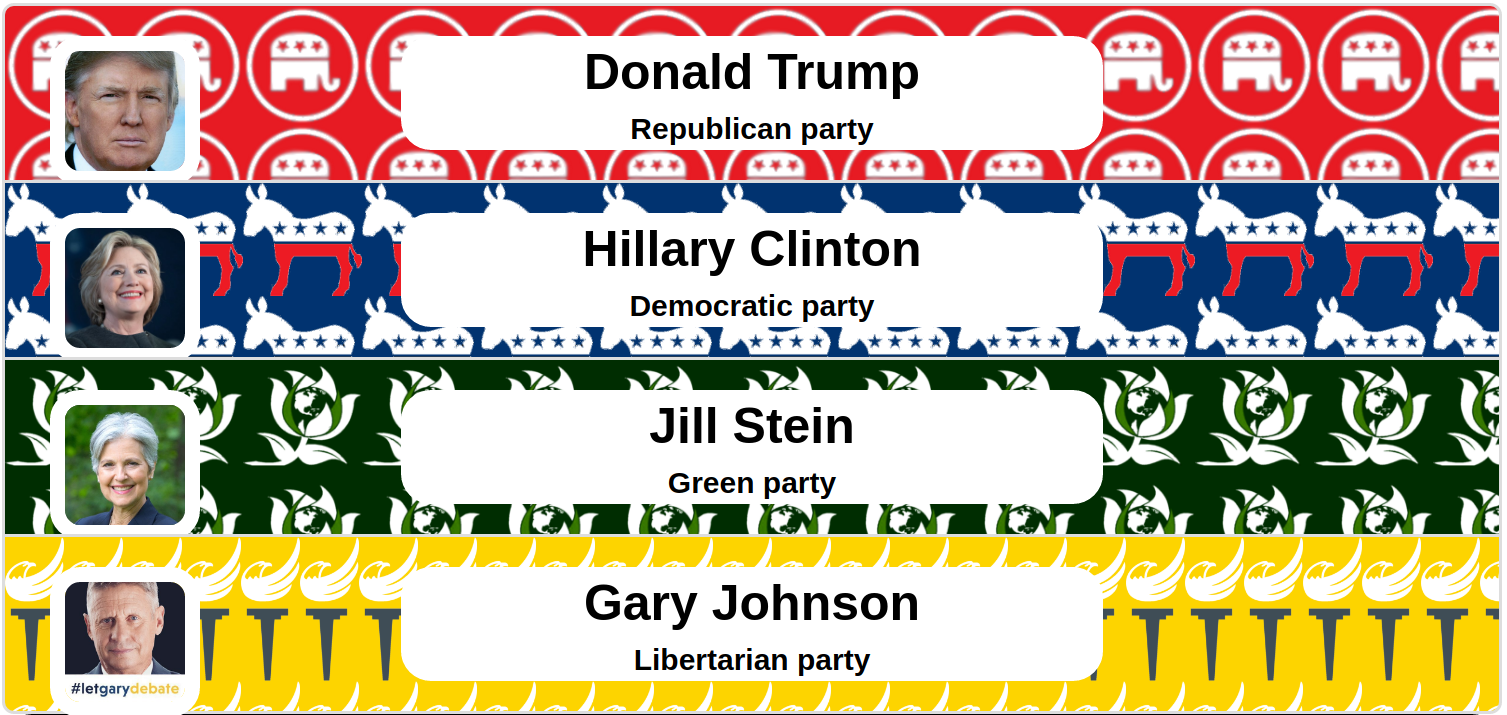 Donald Trump
Republican party
Hillary Clinton
Democratic party
Jill Stein
Green party
Gary Johnson
Libertarian party
#letgarydebate